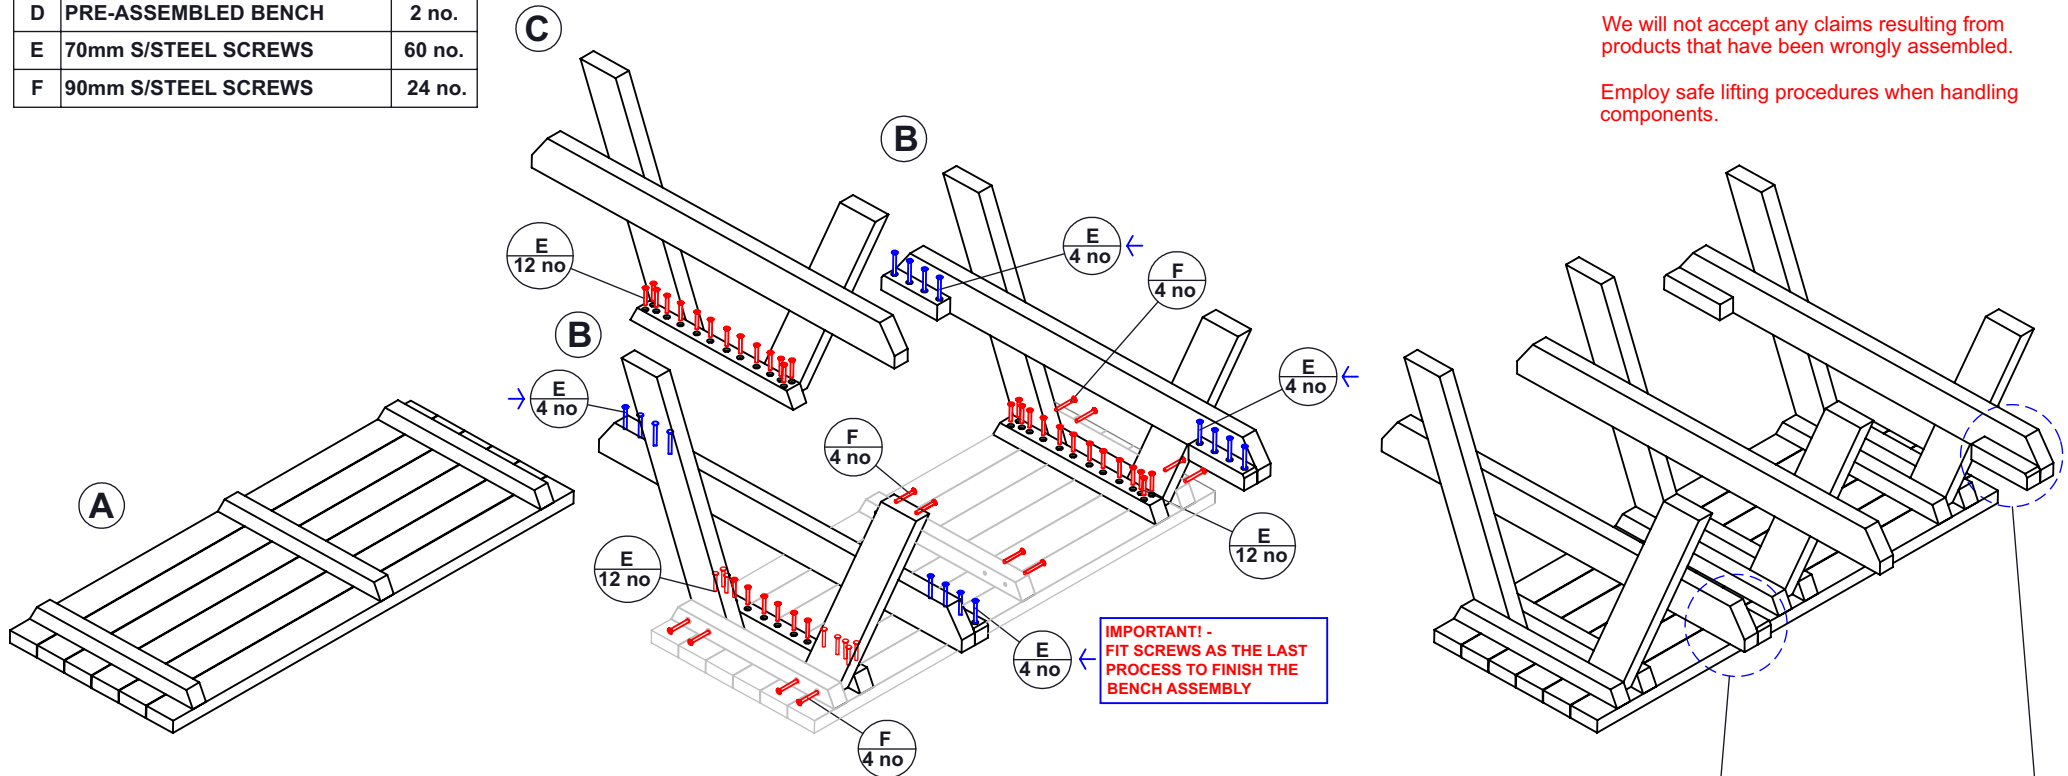 D PRE-ASSEMBLED BENCH 2 no.
E 70mm S/STEEL SCREWS 60 no.
F 90mm S/STEEL SCREWS 24 no.
We will not accept any claims resulting from
products that have been wrongly assembled.
Employ safe lifting procedures when handling
components.
C
B
E
12 no
E
4 no
F
4 no
B
E
4 no
E
4 no
F
4 no
A
E
12 no
E
12 no
E
4 no
IMPORTANT! -
FIT SCREWS AS THE LAST
PROCESS TO FINISH THE
BENCH ASSEMBLY
F
4 no